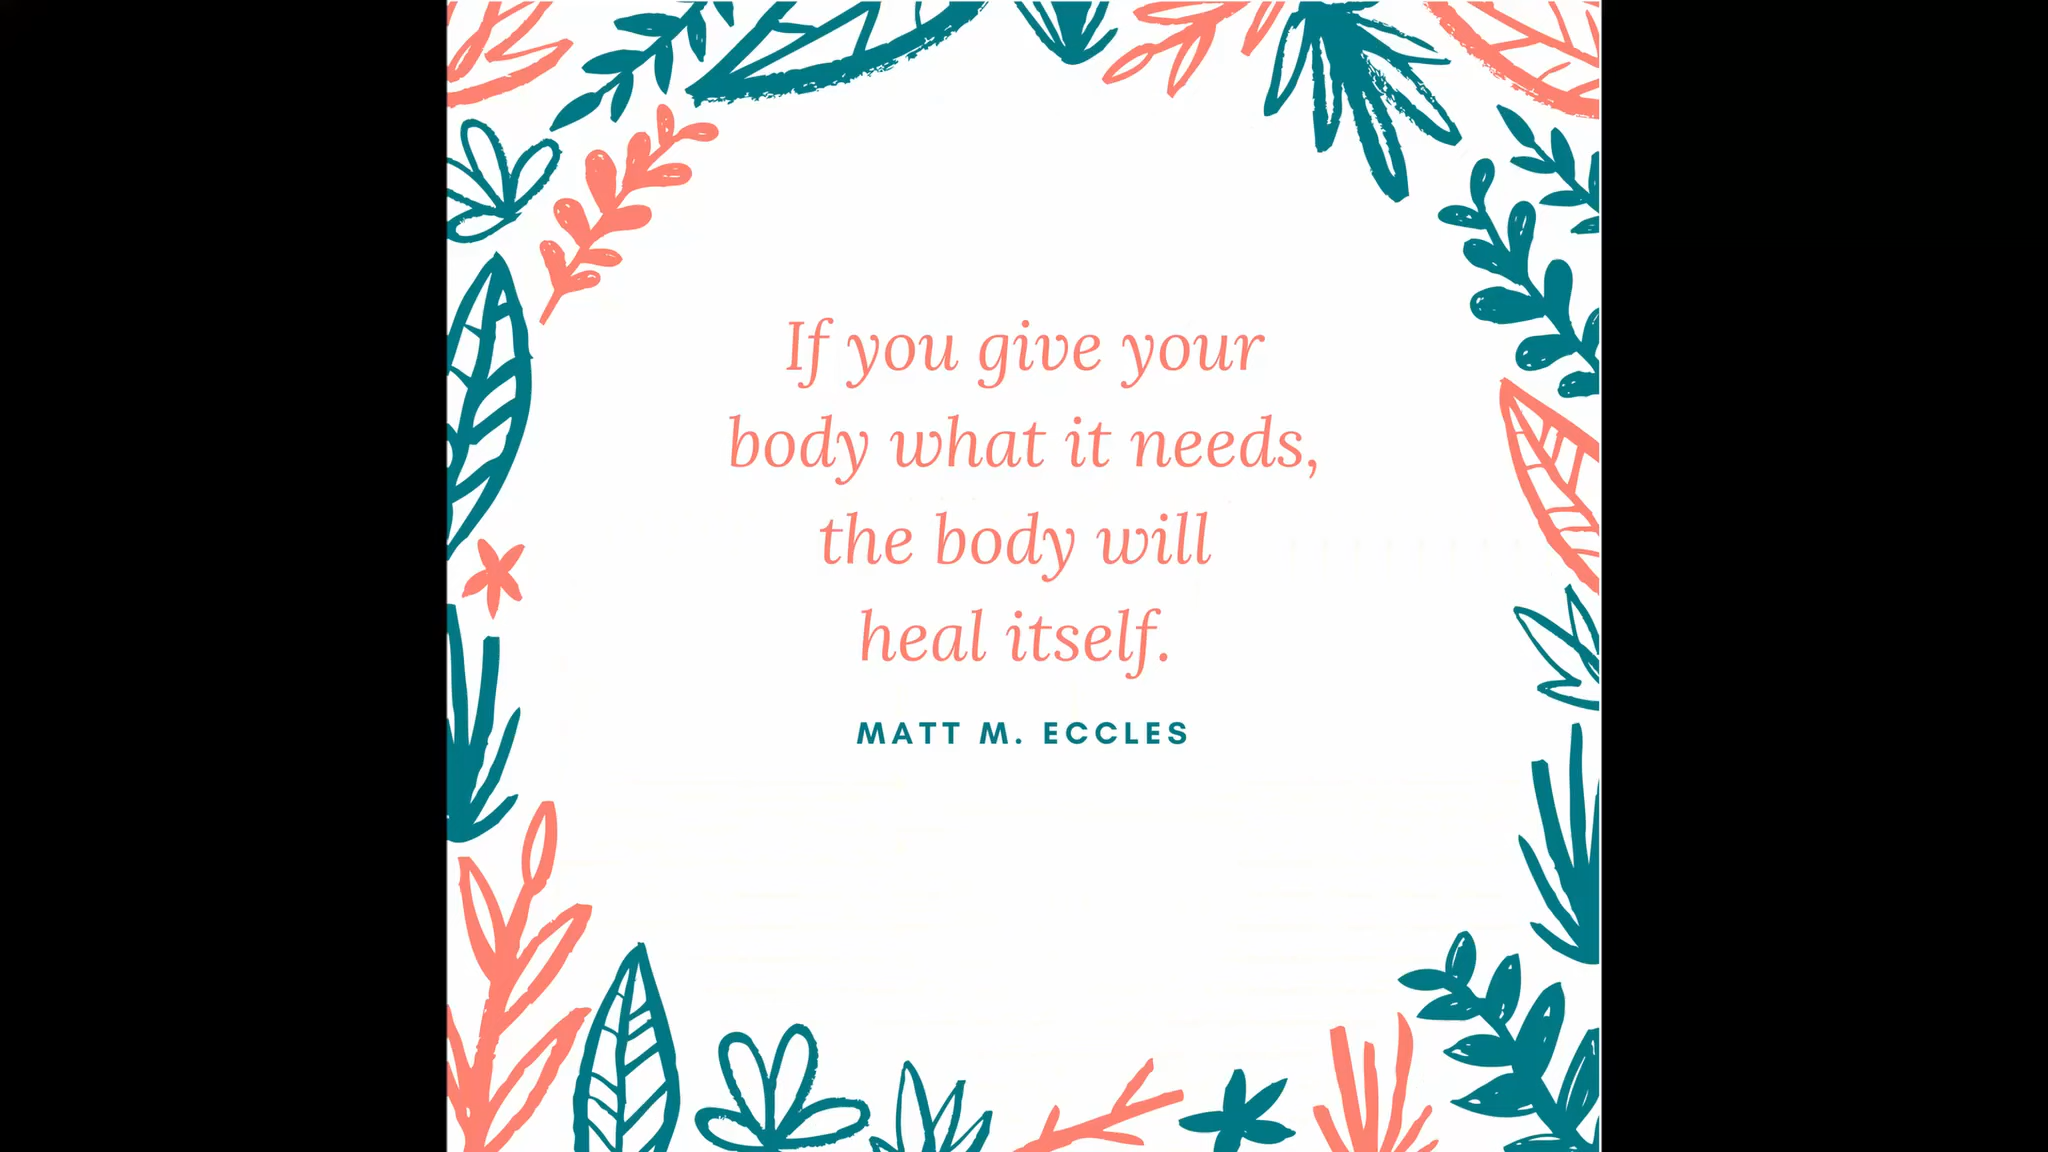 If you give your
body what it needs,
the body will
heal itself.
MATT M. ECCLES